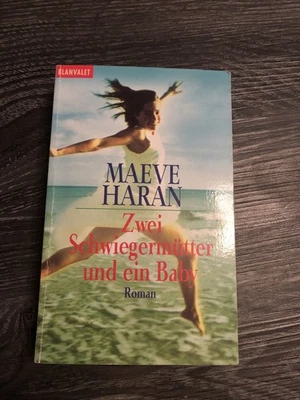 BLANVALET
MAEVE
HARAN
Zwei
Schwiegermütter
und ein Baby
Roman